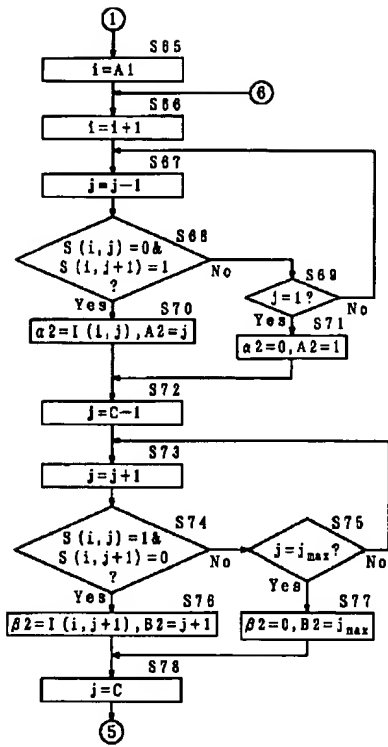 1
S65
i=A1
6
S66
i=i+1
S67
j=j-1
S68
S(i,j)=0&
S(i,j+1)=1
?
No
Yes
S69
j=1?
No
Yes
S70
α2=I(i,j),A2=j
S71
α2=0,A2=1
S72
j=C-1
S73
j=j+1
S74
S(i,j)=1&
S(i,j+1)=0
?
No
Yes
S75
j=jmax?
No
Yes
S76
β2=I(i,j+1),B2=j+1
S77
β2=0,B2=jmax
S78
j=C
5